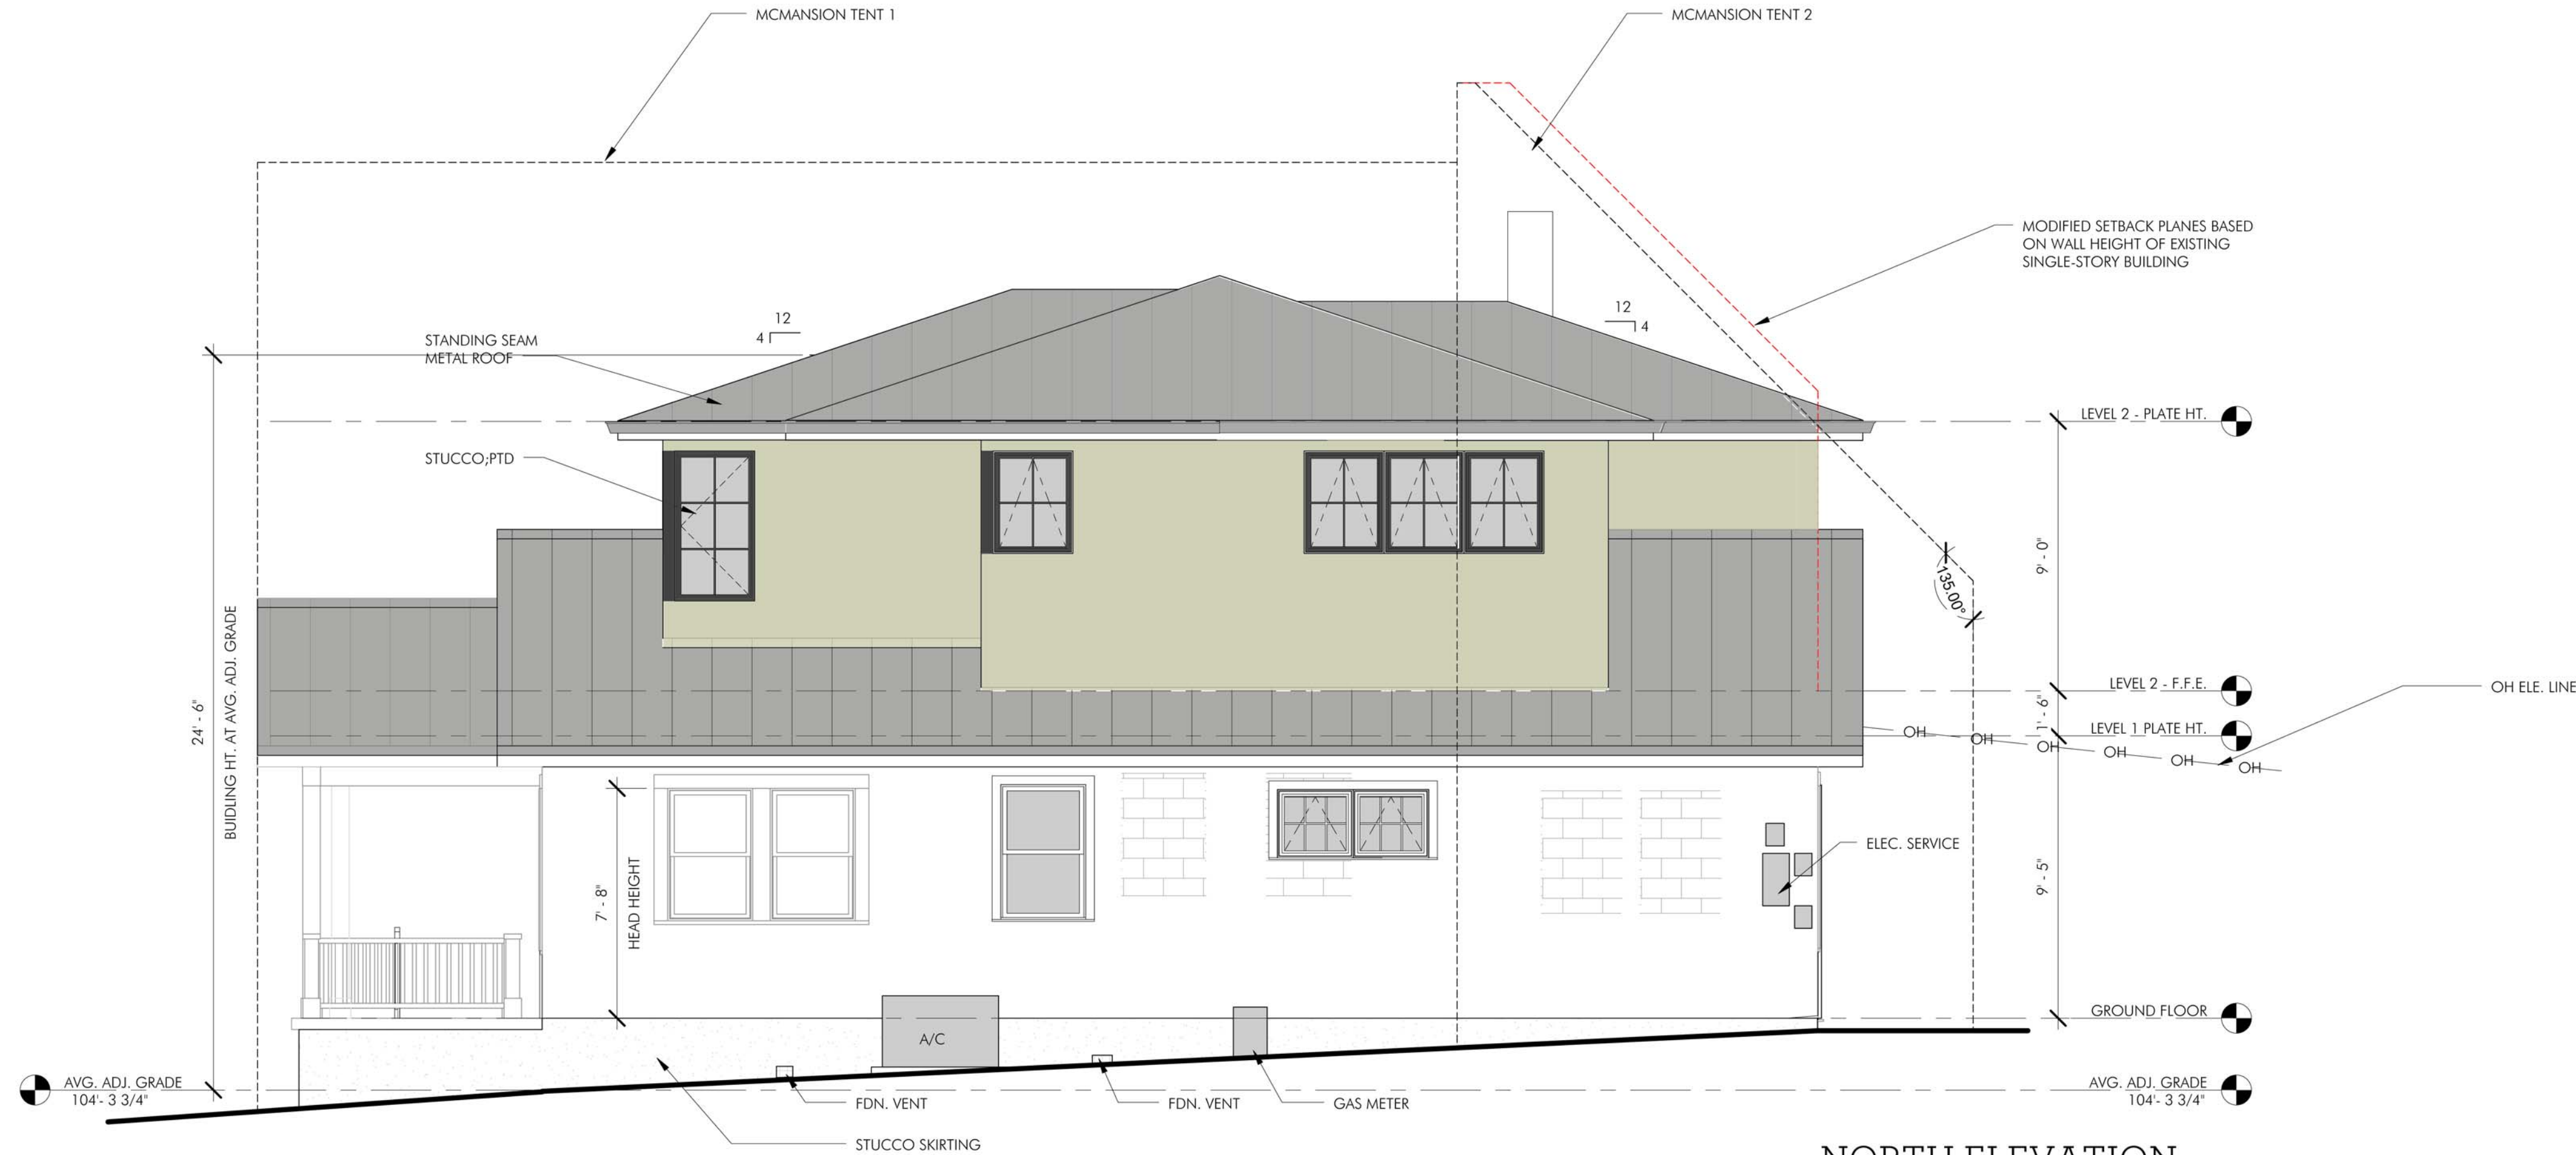 MCMANSION TENT 1
MCMANSION TENT 2
MODIFIED SETBACK PLANES BASED
ON WALL HEIGHT OF EXISTING
SINGLE-STORY BUILDING
12
4
12
4
STANDING SEAM
METAL ROOF
STUCCO;PTD
LEVEL 2 - PLATE HT.
9' - 0"
135.00°
24' - 6"
BUIDLING HT. AT AVG. ADJ. GRADE
LEVEL 2 - F.F.E.
OH ELE. LINE
1' - 6"
LEVEL 1 PLATE HT.
OH
OH
OH
OH
OH
OH
ELEC. SERVICE
7' - 8"
HEAD HEIGHT
9' - 5"
GROUND FLOOR
A/C
AVG. ADJ. GRADE
104'- 3 3/4"
AVG. ADJ. GRADE
104'- 3 3/4"
FDN. VENT
FDN. VENT
GAS METER
STUCCO SKIRTING
NORTH ELEVATION